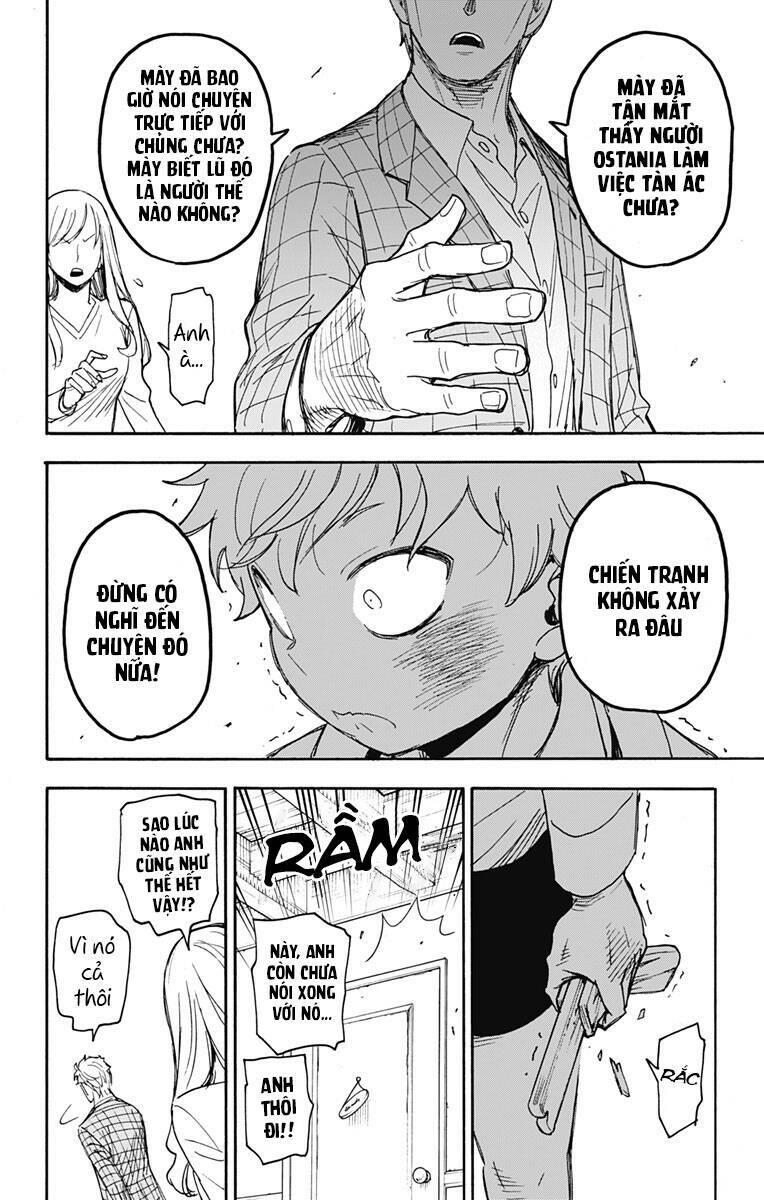 MÀY ĐÃ
TẬN MẮT
THẤY NGƯỜI
OSTANIA LÀM
VIỆC TÀN ÁC
CHƯA?
MÀY ĐÃ BAO
GIỜ NÓI CHUYỆN
TRỰC TIẾP VỚI
CHÚNG CHƯA?
MÀY BIẾT LŨ ĐÓ
LÀ NGƯỜI THẾ
NÀO KHÔNG?
Anh
à...
CHIẾN TRANH
KHÔNG XẢY
RA ĐÂU
ĐỪNG CÓ
NGHĨ ĐẾN
CHUYỆN ĐÓ
NỮA!
RẮC
RẦM
NÀY, ANH
CÒN CHƯA
NÓI XONG
VỚI NÓ...
ANH
THÔI
ĐI!!
SAO LÚC
NÀO ANH
CŨNG NHƯ
THẾ HẾT
VẬY!?
Vì nó
cả
thôi